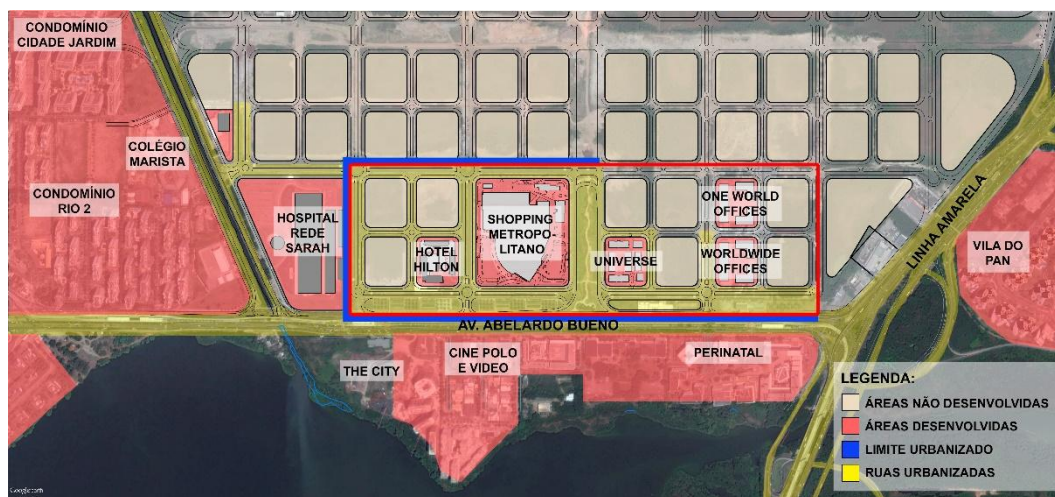 CONDOMÍNIO
CIDADE JARDIM
COLÉGIO
MARISTA
CONDOMÍNIO
RIO 2
HOSPITAL
REDE
SARAH
HOTEL
HILTON
SHOPPING
METROPO-
LITANO
UNIVERSE
ONE WORLD
OFFICES
WORLDWIDE
OFFICES
LINHA AMARELA
VILA DO
PAN
AV. ABELARDO BUENO
THE CITY
CINE POLO
E VIDEO
PERINATAL
LEGENDA:
ÁREAS NÃO DESENVOLVIDAS
ÁREAS DESENVOLVIDAS
LIMITE URBANIZADO
RUAS URBANIZADAS
Google earth